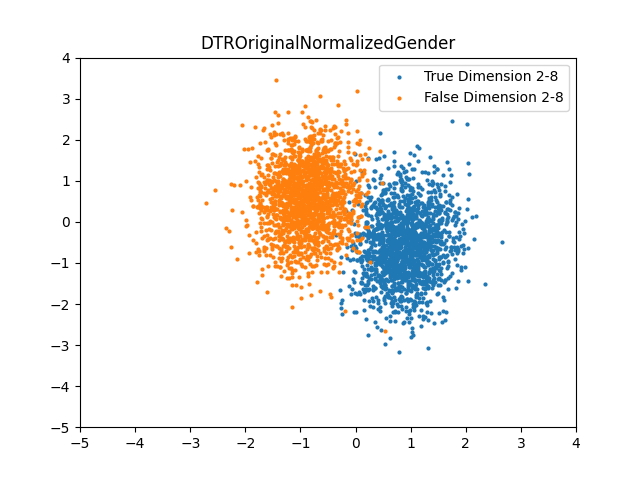 DTROriginalNormalizedGender
True Dimension 2-8
False Dimension 2-8
4
3
2
1
0
−1
−2
−3
−4
−5
−5 −4 −3 −2 −1 0 1 2 3 4